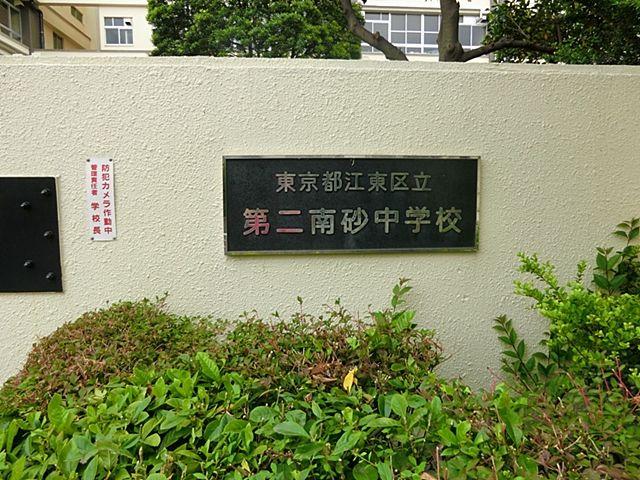 防犯カメラ作動中
管理責任者 学校長
東京都江東区立
第二南砂中学校